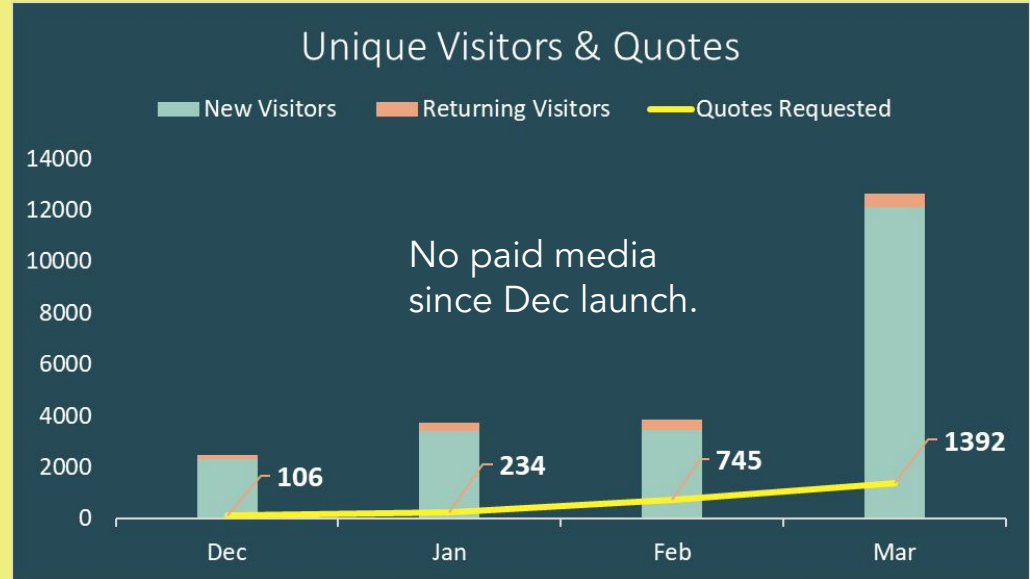 Unique Visitors & Quotes
New Visitors Returning Visitors Quotes Requested
14000
12000
10000
8000
6000
4000
2000
0
No paid media
since Dec launch.
106
234
745
1392
Dec Jan Feb Mar